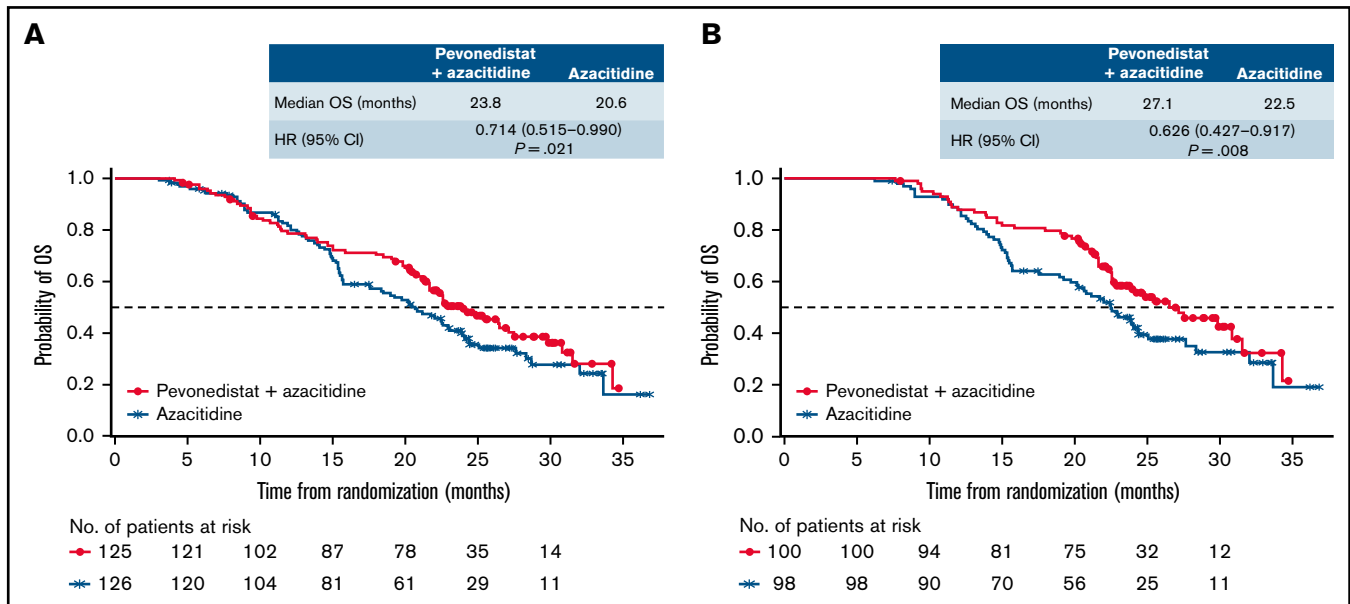 A
Pevonedistat
+ azacitidine Azacitidine
Median OS (months) 23.8 20.6
HR (95% CI) 0.714 (0.515–0.990)
P=.021
1.0
0.8
0.6
0.4
0.2
0.0
Probability of OS
Pevonedistat + azacitidine
Azacitidine
0 5 10 15 20 25 30 35
Time from randomization (months)
No. of patients at risk
125 121 102 87 78 35 14
126 120 104 81 61 29 11
B
Pevonedistat
+ azacitidine Azacitidine
Median OS (months) 27.1 22.5
HR (95% CI) 0.626 (0.427–0.917)
P=.008
1.0
0.8
0.6
0.4
0.2
0.0
Probability of OS
Pevonedistat + azacitidine
Azacitidine
0 5 10 15 20 25 30 35
Time from randomization (months)
No. of patients at risk
100 100 94 81 75 32 12
98 98 90 70 56 25 11